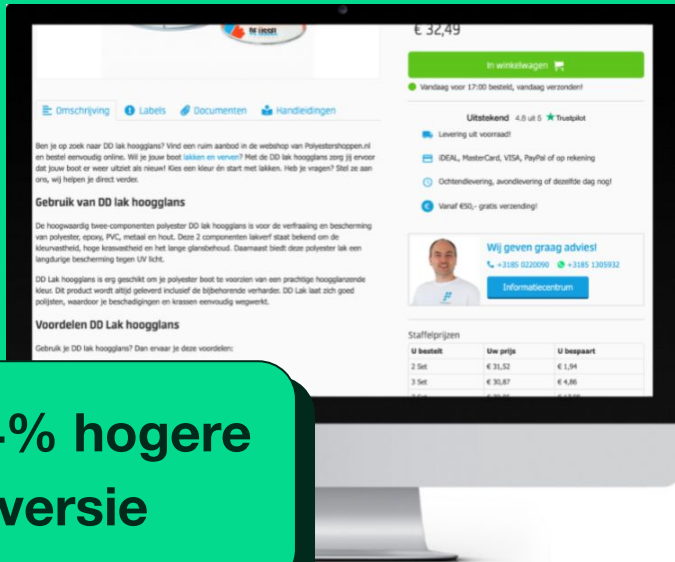 € 32,49
In winkelwagen
Vandaag voor 17:00 besteld, vandaag verzonden!
Omschrijving Labels Documenten Handleidingen
Uitstekend 4.8 uit 5 Trustpilot
Levering uit voorraad!
iDEAL, MasterCard, VISA, PayPal of op rekening
Ochtendlevering, avondlevering of dezelfde dag nog!
Vanaf €50,- gratis verzending!
Ben je op zoek naar DD lak hoogglans? Vind een ruim aanbod in de webshop van Polyestershoppen.nl
en bestel eenvoudig online. Wil je jouw boot lakken en verven? Met de DD lak hoogglans zorg jij ervoor
dat jouw boot er weer uitziet als nieuw! Kies een kleur én start met lakken. Heb je vragen? Stel ze aan
ons, wij helpen je direct verder.
Gebruik van DD lak hoogglans
De hoogwaardig twee-componenten polyester DD lak hoogglans is voor de verfraaiing en bescherming
van polyester, epoxy, PVC, metaal en hout. Deze 2 componenten lakverf staat bekend om de
kleurvastheid, hoge krasvastheid en het lange glansbehoud. Daarnaast biedt deze polyester lak een
langdurige bescherming tegen UV licht.
DD Lak hoogglans is erg geschikt om je polyester boot te voorzien van een prachtige hoogglanzende
kleur. Dit product wordt altijd geleverd inclusief de bijbehorende verharder. DD Lak laat zich goed
polijsten, waardoor je beschadigingen en krassen eenvoudig wegwerkt.
Voordelen DD Lak hoogglans
Gebruik je DD lak hoogglans? Dan ervaar je deze voordelen:
Wij geven graag advies!
+3185 0220090 +3185 1305932
Informatiecentrum
Staffelprijzen
U bestelt Uw prijs U bespaart
2 Set € 31,52 € 1,94
3 Set € 30,87 € 4,86
% hogere
versie